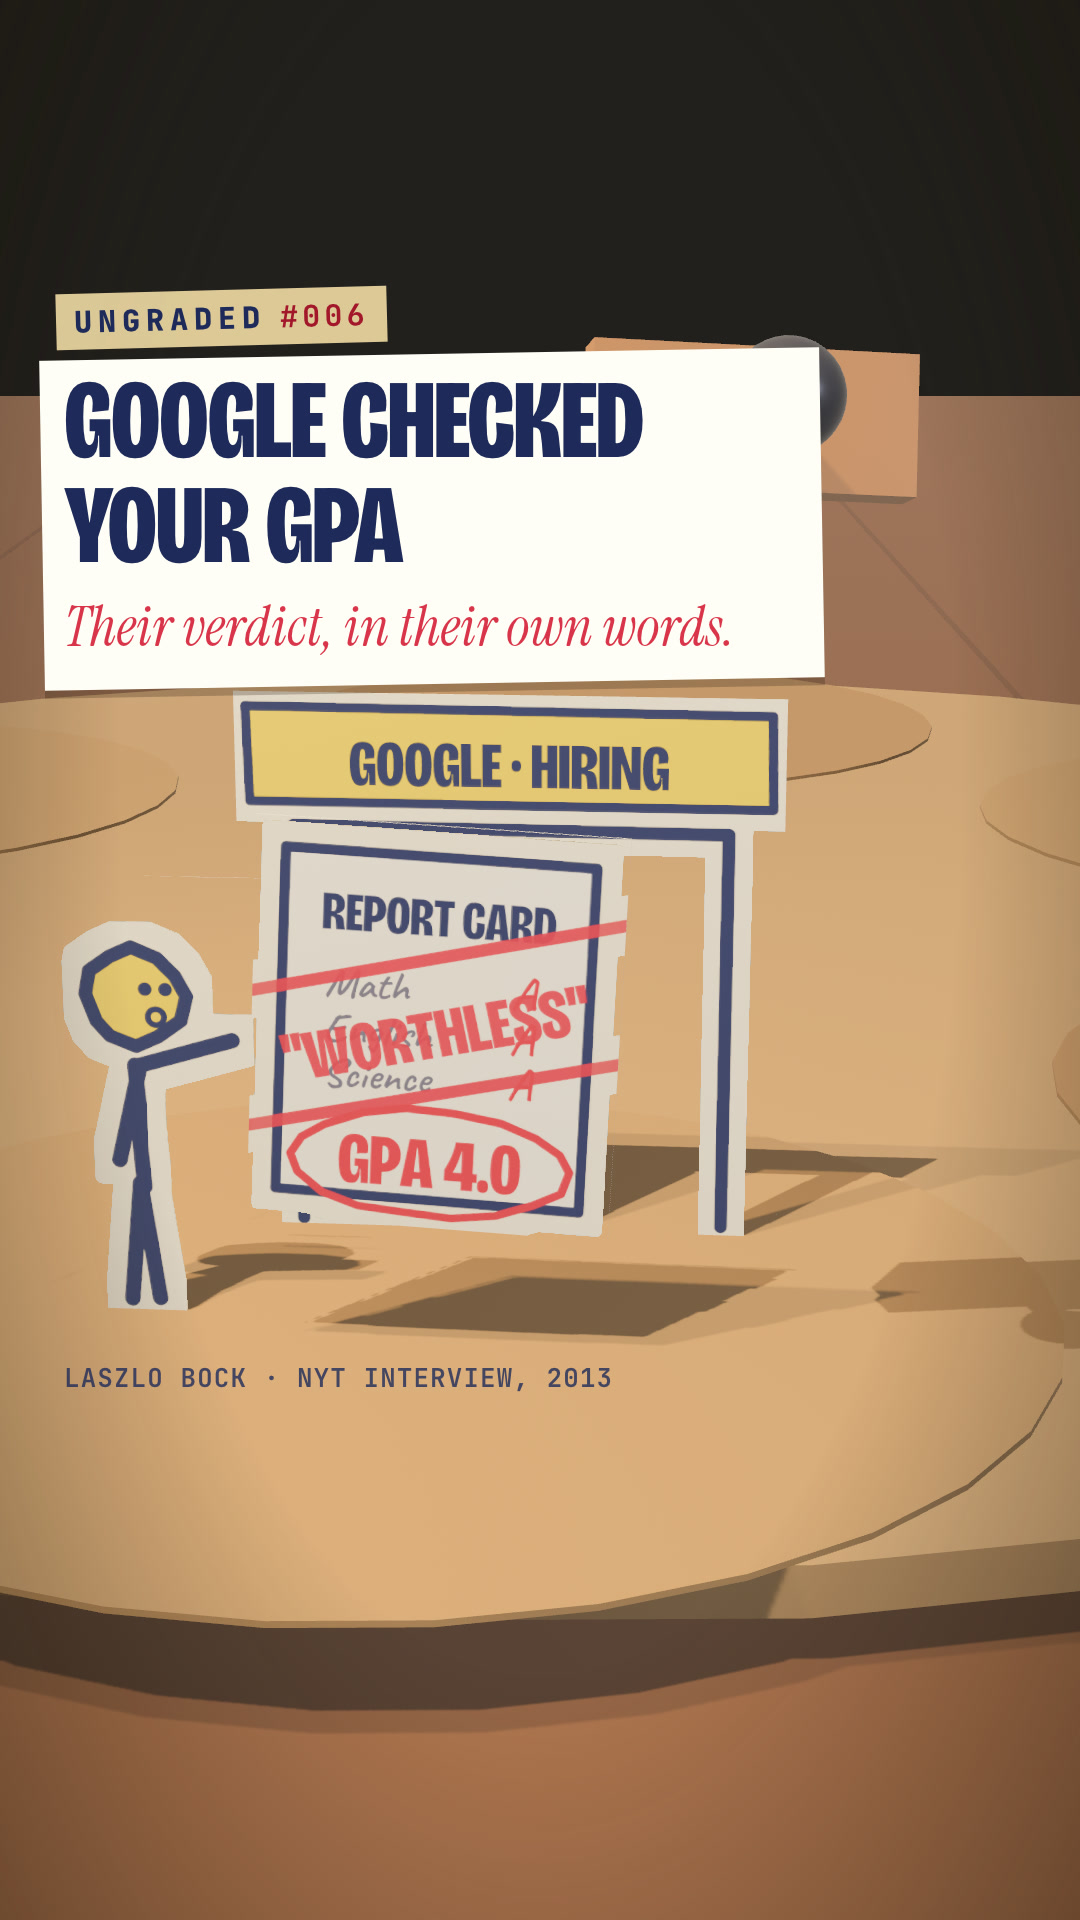 UNGRADED #006
GOOGLE CHECKED
YOUR GPA
Their verdict, in their own words.
GOOGLE · HIRING
REPORT CARD
Math A
"WORTHLESS"
English A
Science A
GPA 4.0
LASZLO BOCK · NYT INTERVIEW, 2013